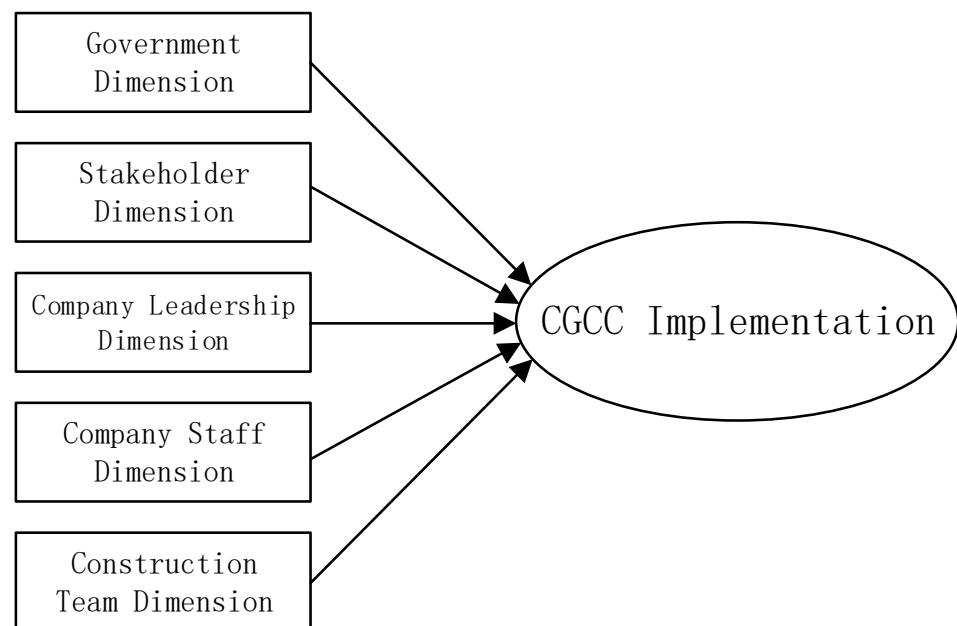 Government
Dimension
Stakeholder
Dimension
Company Leadership
Dimension
Company Staff
Dimension
Construction
Team Dimension
CGCC Implementation